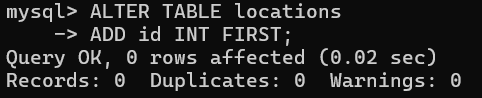 mysql> ALTER TABLE locations
    -> ADD id INT FIRST;
Query OK, 0 rows affected (0.02 sec)
Records: 0  Duplicates: 0  Warnings: 0